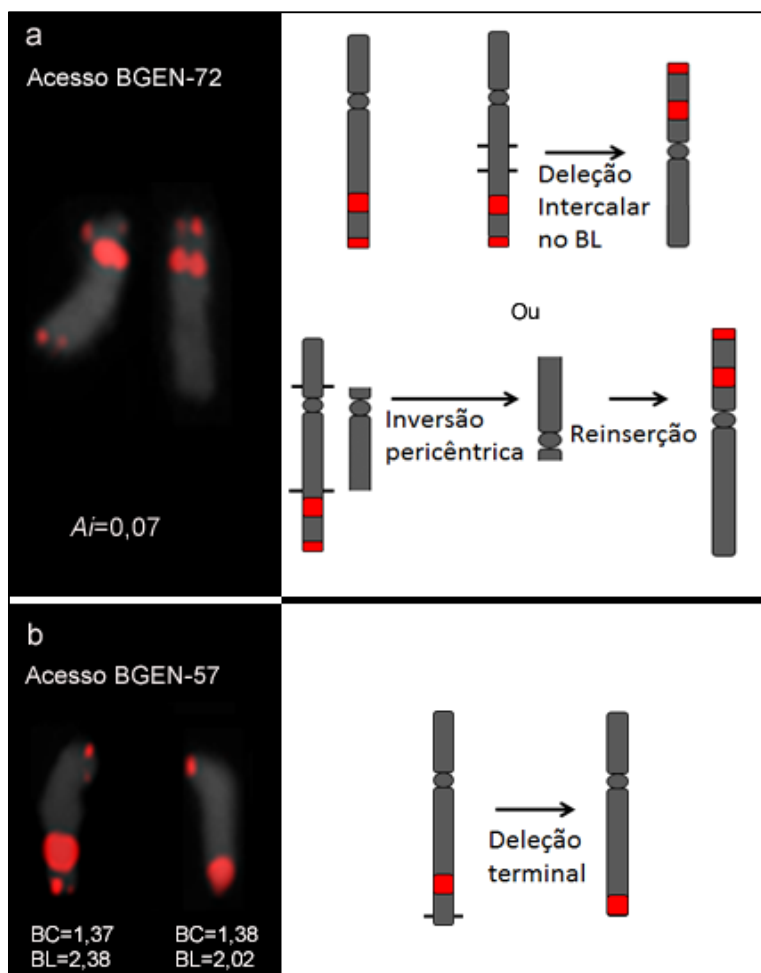 a
Acesso BGEN-72
Deleção
Intercalar
no BL
Ou
Inversão
pericêntrica
Reinserção
Ai=0,07
b
Acesso BGEN-57
Deleção
terminal
BC=1,37
BL=2,38
BC=1,38
BL=2,02